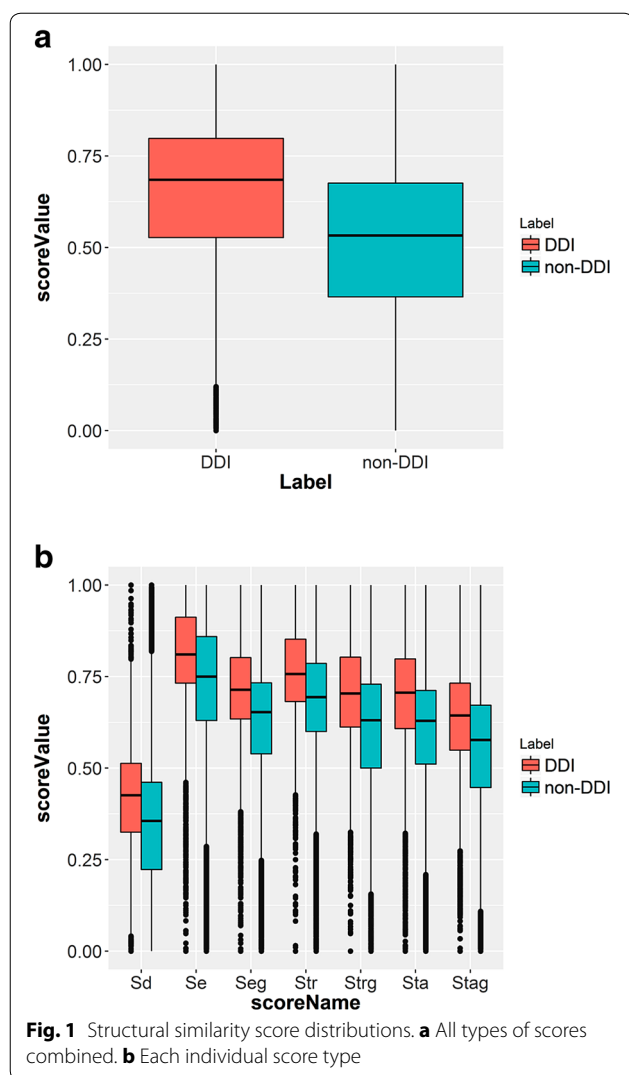 a
1.00
0.75
0.50
0.25
0.00
scoreValue
DDI non-DDI
Label
Label
DDI
non-DDI
b
1.00
0.75
0.50
0.25
0.00
scoreValue
Sd Se Seg Str Strg Sta Stag
scoreName
Label
DDI
non-DDI
Fig. 1 Structural similarity score distributions. a All types of scores
combined. b Each individual score type